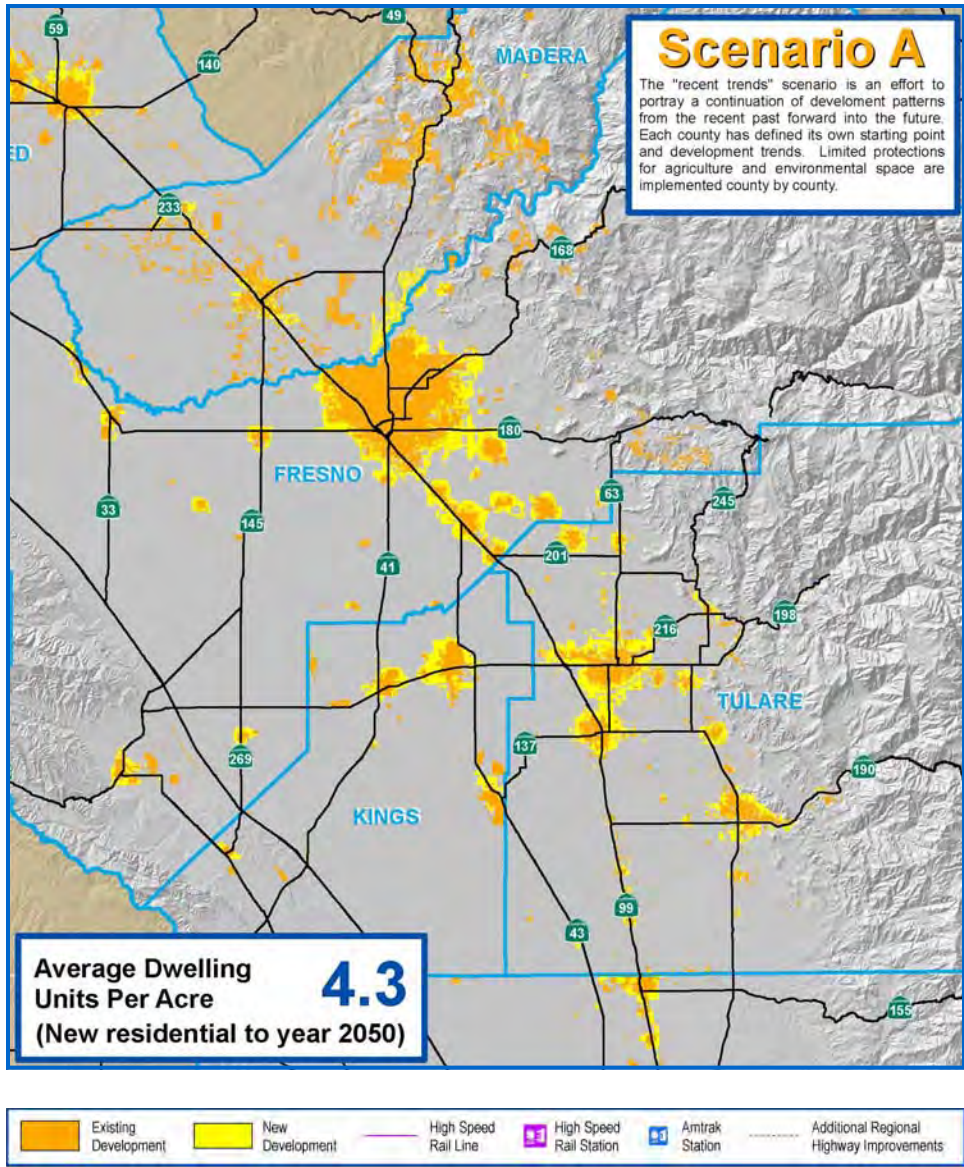 59
49
140
MADERA
Scenario A
The "recent trends" scenario is an effort to
portray a continuation of develoment patterns
from the recent past forward into the future.
Each county has defined its own starting point
and development trends. Limited protections
for agriculture and environmental space are
implemented county by county.
ED
233
168
180
FRESNO
63
245
33
145
201
41
198
216
TULARE
137
269
190
KINGS
99
43
155
Average Dwelling
Units Per Acre
4.3
(New residential to year 2050)
Existing
Development
New
Development
High Speed
Rail Line
High Speed
Rail Station
Amtrak
Station
Additional Regional
Highway Improvements